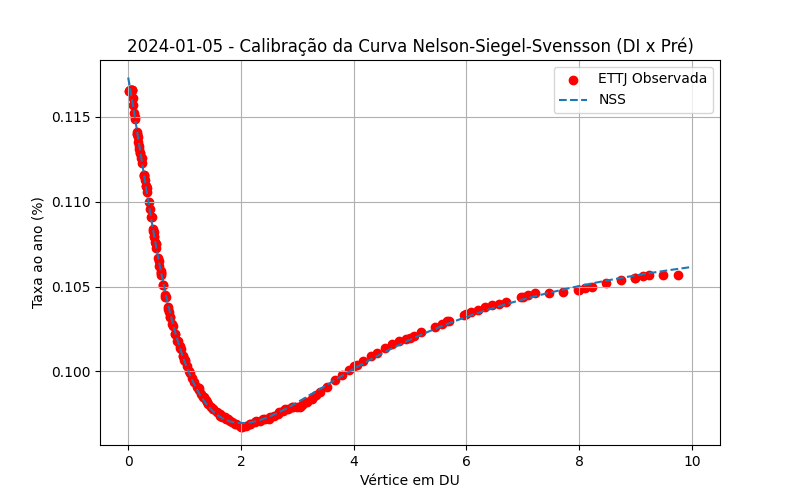 2024-01-05 - Calibração da Curva Nelson-Siegel-Svensson (DI x Pré)
ETTJ Observada
NSS
0.115
0.110
0.105
0.100
Taxa ao ano (%)
0 2 4 6 8 10
Vértice em DU